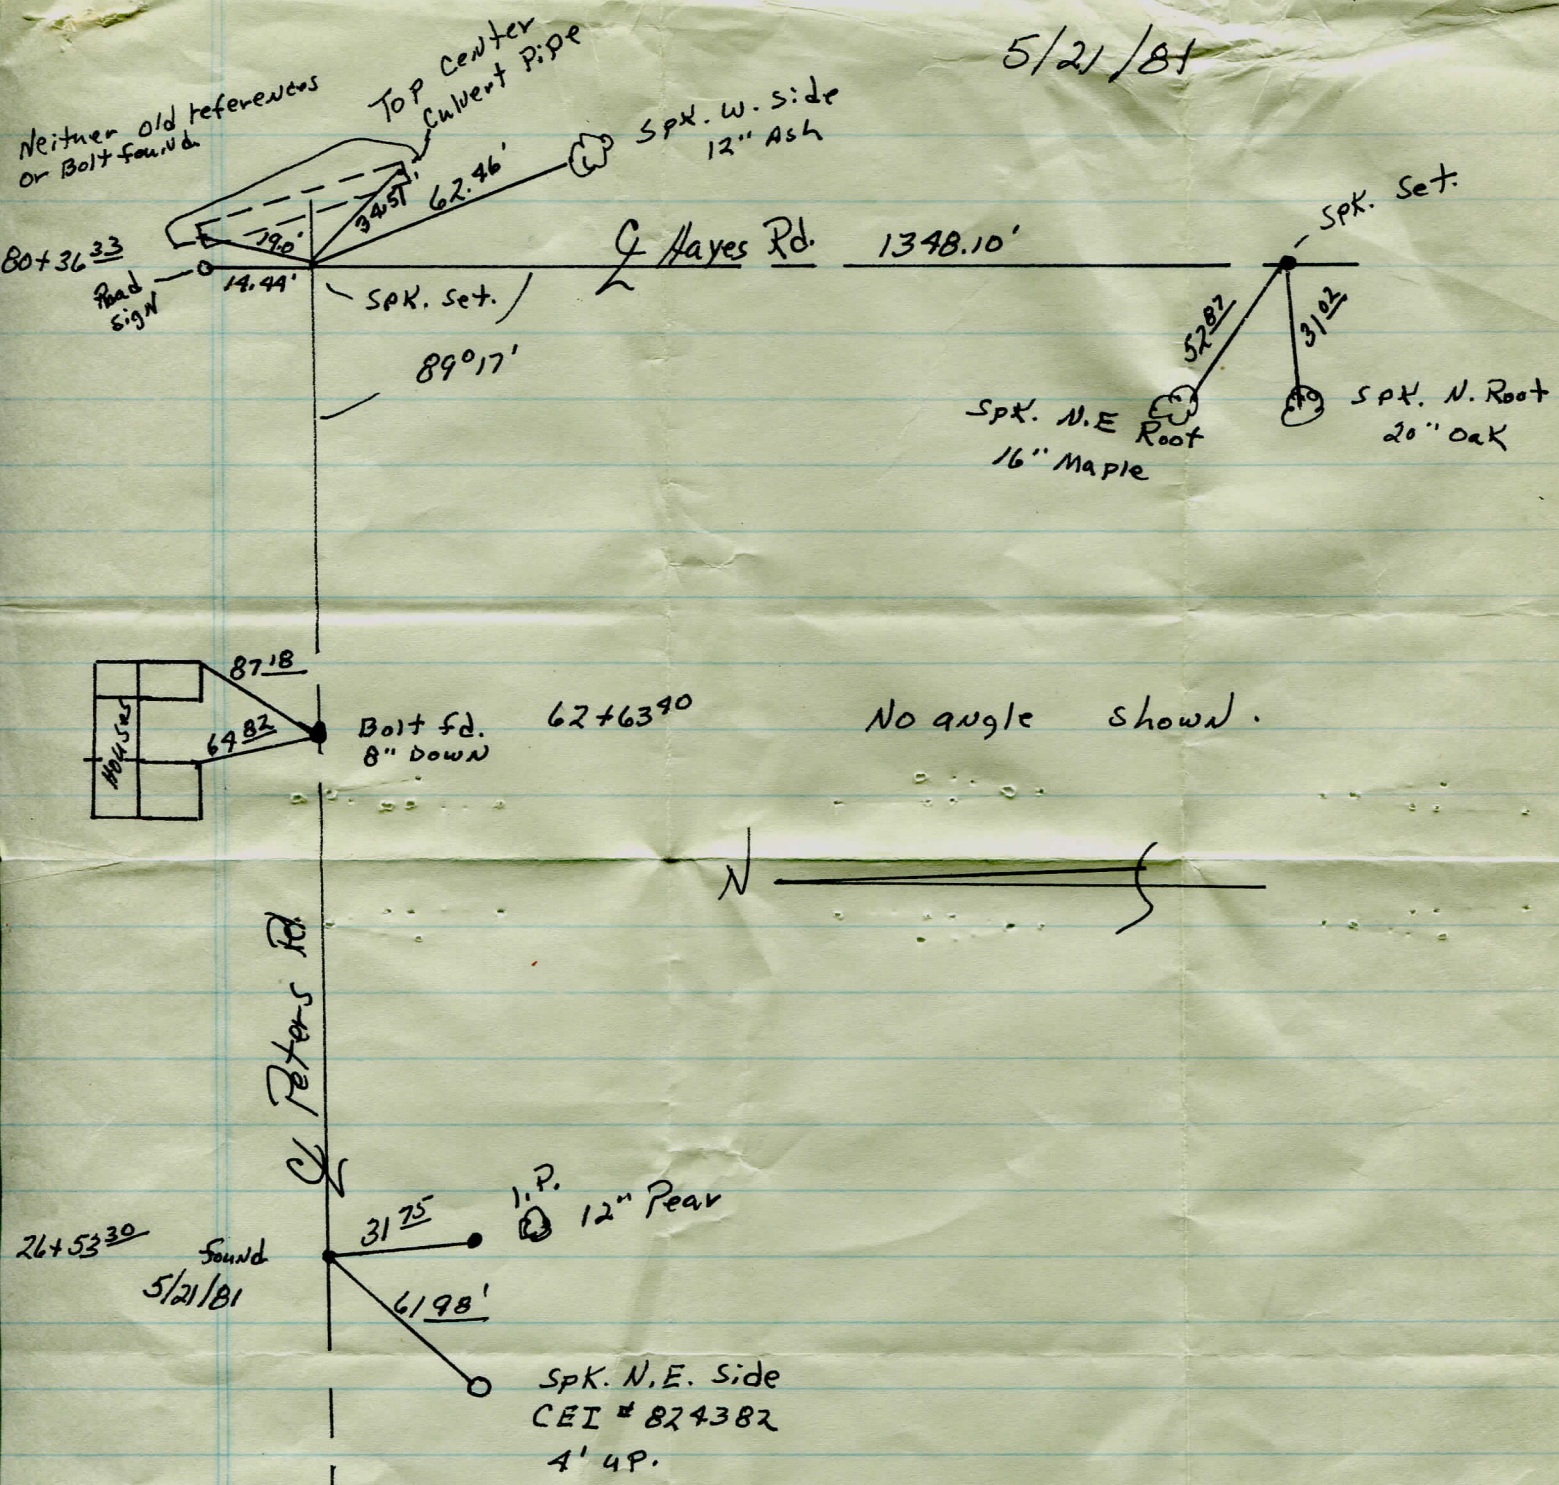 5/21/81
Neither old references
or Bolt found
Top Center
Culvert Pipe
62.46'
Spk. W. Side
12" Ash
34.51
19.0'
80+36 33
Road
Sign
14.44'
Spk. Set.
℄ Hayes Rd. 1348.10'
Spk. Set.
89°17'
52 87
31 02
Spk. N.E Root
16" Maple
Spk. N. Root
20" Oak
87 18
64 82
House
Bolt fd.
8" Down
62+63 40
No angle shown.
N
℄ Peters Rd.
26+53 30
found
5/21/81
31 75
I.P.
12" Pear
61 98'
Spk. N.E. Side
CEI # 824382
4' up.